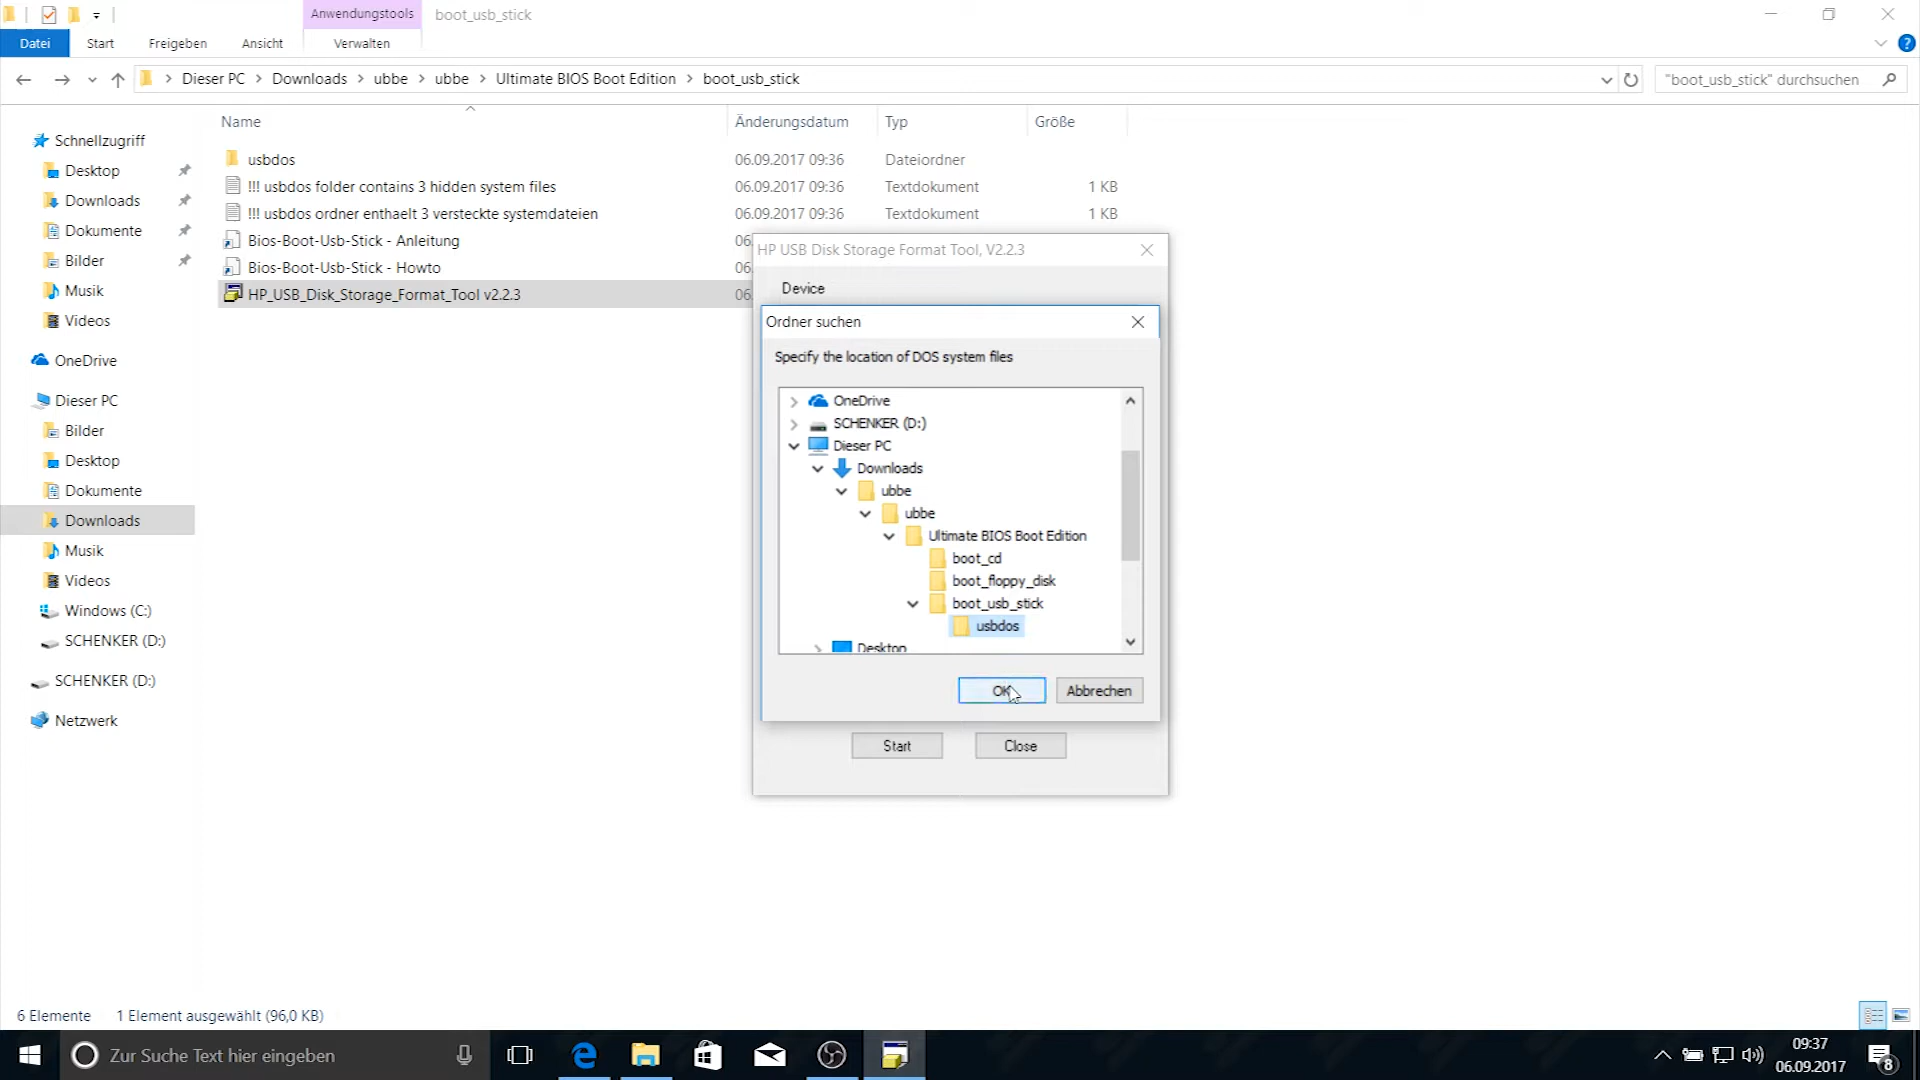 Anwendungstools
boot_usb_stick
Datei
Start
Freigeben
Ansicht
Verwalten
?
Dieser PC
Downloads
ubbe
ubbe
Ultimate BIOS Boot Edition
boot_usb_stick
"boot_usb_stick" durchsuchen
Name
Änderungsdatum
Typ
Größe
usbdos
06.09.2017 09:36
Dateiordner
!!! usbdos folder contains 3 hidden system files
06.09.2017 09:36
Textdokument
1 KB
!!! usbdos ordner enthaelt 3 versteckte systemdateien
06.09.2017 09:36
Textdokument
1 KB
Bios-Boot-Usb-Stick - Anleitung
06
Bios-Boot-Usb-Stick - Howto
06
HP_USB_Disk_Storage_Format_Tool v2.2.3
06
Schnellzugriff
Desktop
Downloads
Dokumente
Bilder
Musik
Videos
OneDrive
Dieser PC
Bilder
Desktop
Dokumente
Downloads
Musik
Videos
Windows (C:)
SCHENKER (D:)
SCHENKER (D:)
Netzwerk
HP USB Disk Storage Format Tool, V2.2.3
Device
Ordner suchen
Specify the location of DOS system files
OneDrive
SCHENKER (D:)
Dieser PC
Downloads
ubbe
ubbe
Ultimate BIOS Boot Edition
boot_cd
boot_floppy_disk
boot_usb_stick
usbdos
Desktop
OK
Abbrechen
Start
Close
6 Elemente
1 Element ausgewählt (96,0 KB)
Zur Suche Text hier eingeben
09:37
06.09.2017
8